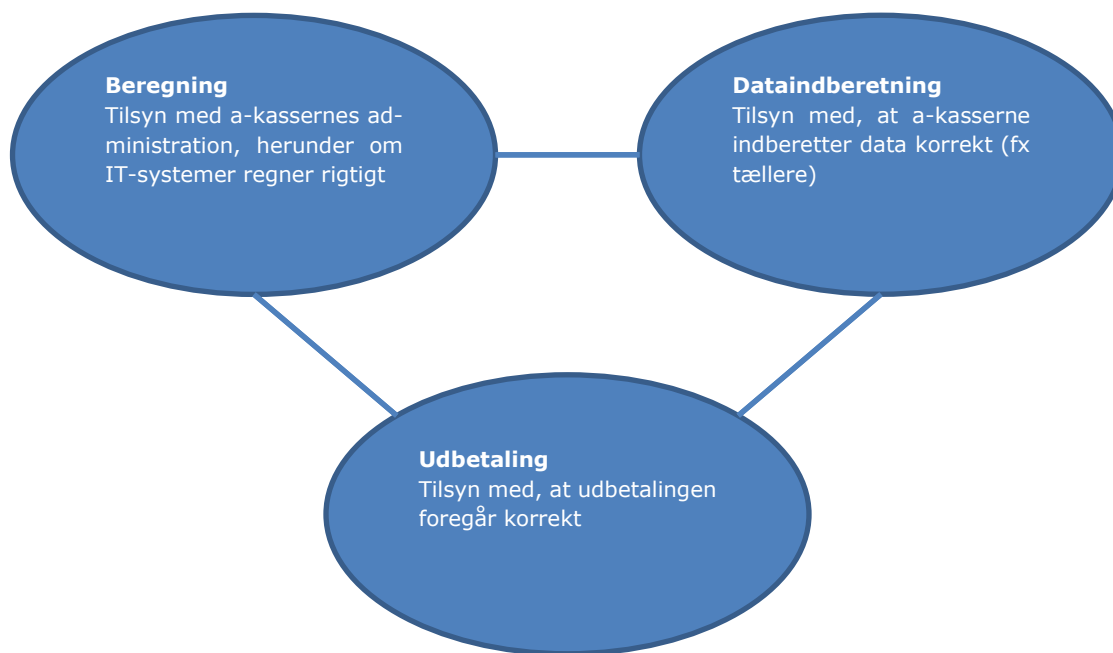 Beregning
Tilsyn med a-kassernes ad-
ministration, herunder om
IT-systemer regner rigtigt
Dataindberetning
Tilsyn med, at a-kasserne
indberetter data korrekt (fx
tællere)
Udbetaling
Tilsyn med, at udbetalingen
foregår korrekt